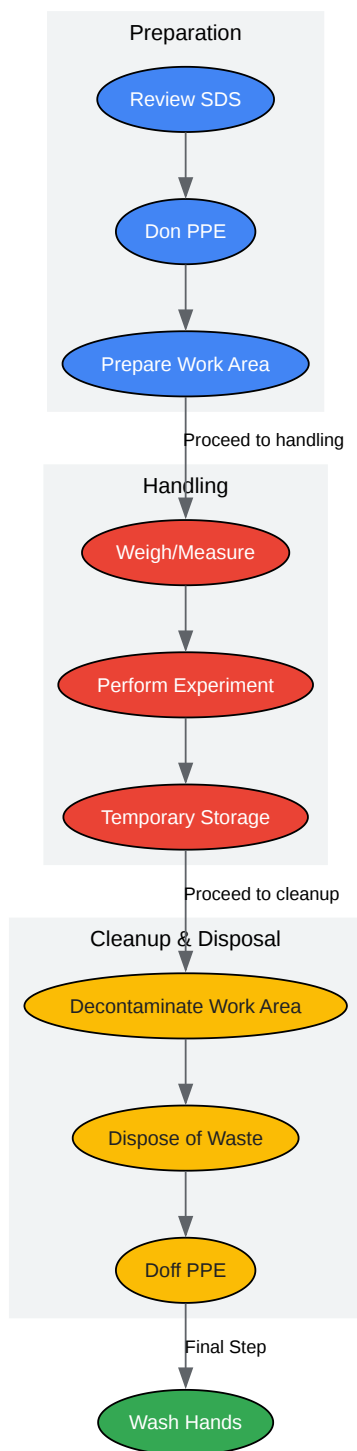 Preparation
Review SDS
Don PPE
Prepare Work Area
Proceed to handling
Handling
Weigh/Measure
Perform Experiment
Temporary Storage
Proceed to cleanup
Cleanup & Disposal
Decontaminate Work Area
Dispose of Waste
Doff PPE
Final Step
Wash Hands